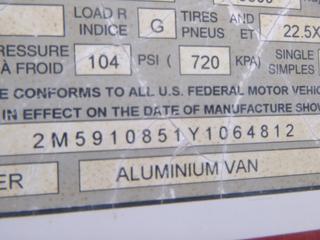 LOAD R TIRES AND
INDICE G PNEUS ET 22.5X
PRESSURE SINGLE
À FROID 104 PSI ( 720 KPA) SIMPLES
E CONFORMS TO ALL U.S. FEDERAL MOTOR VEHIC
IN EFFECT ON THE DATE OF MANUFACTURE SHOW
2M5910851Y1064812
ER ALUMINIUM VAN